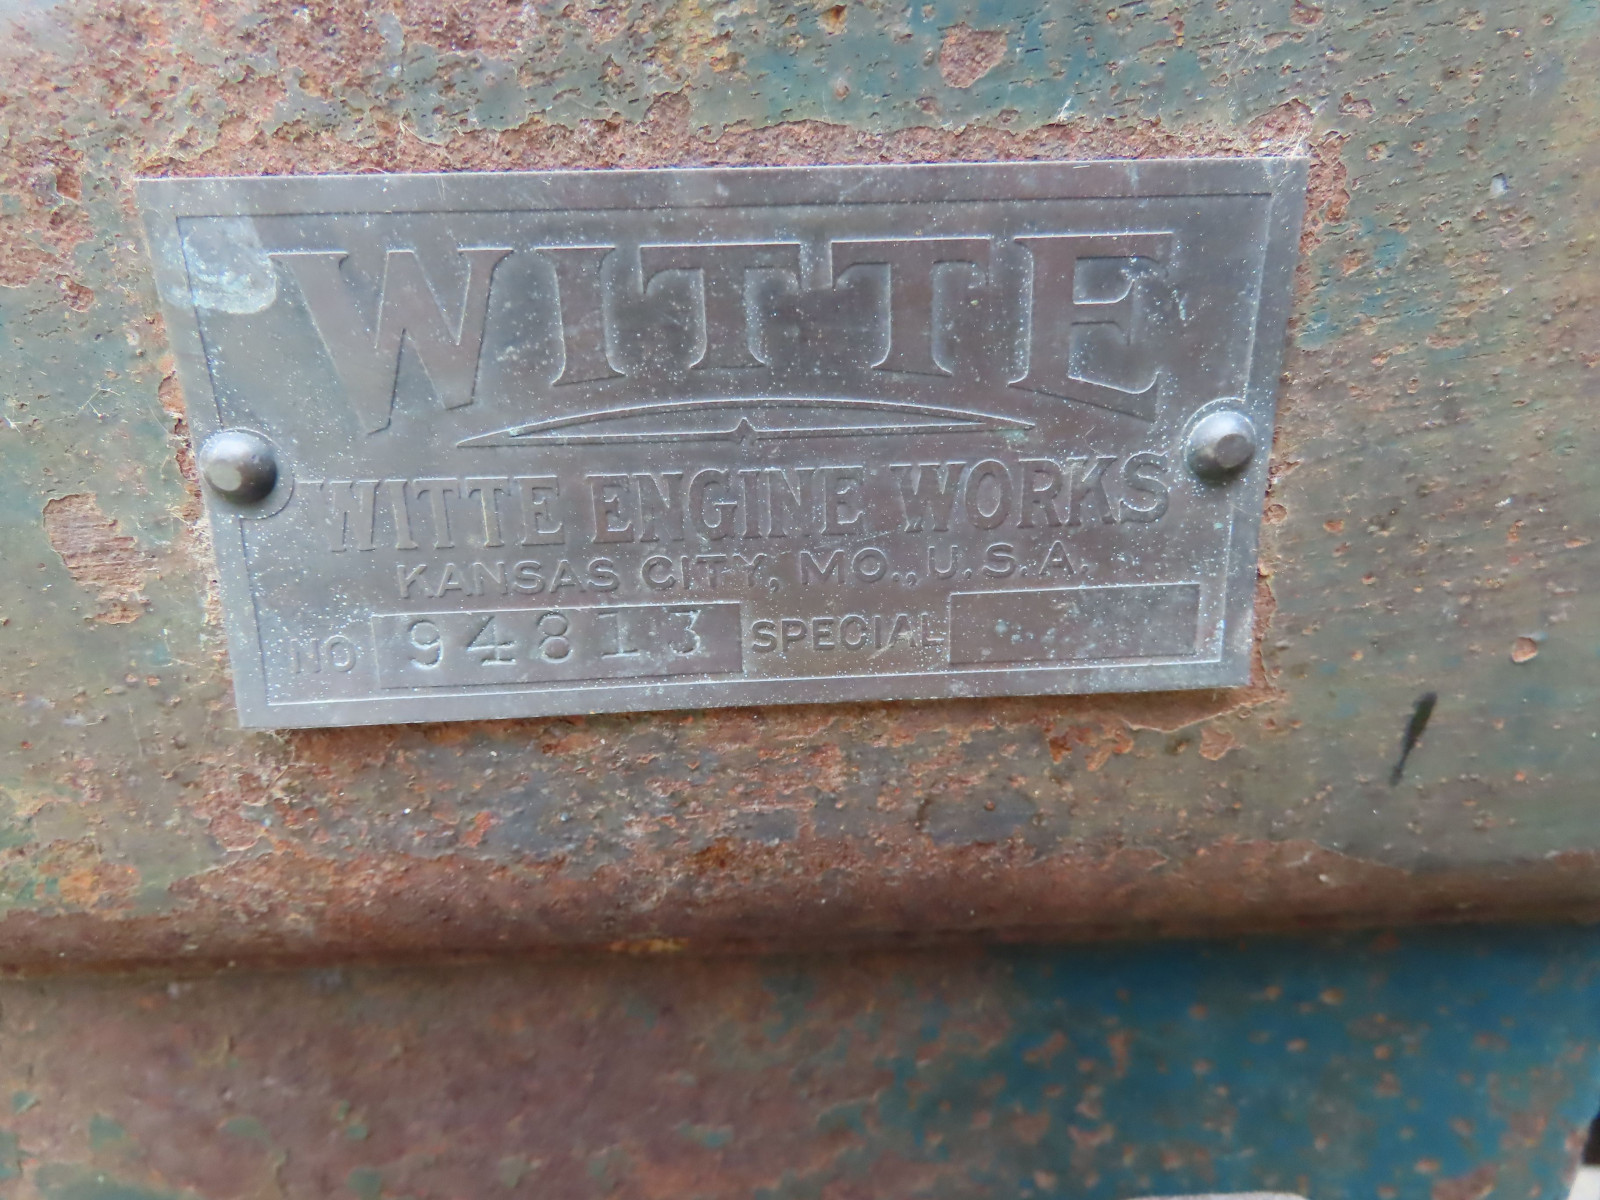 WITTE
WITTE ENGINE WORKS
KANSAS CITY, MO., U.S.A.
NO 94813 SPECIAL